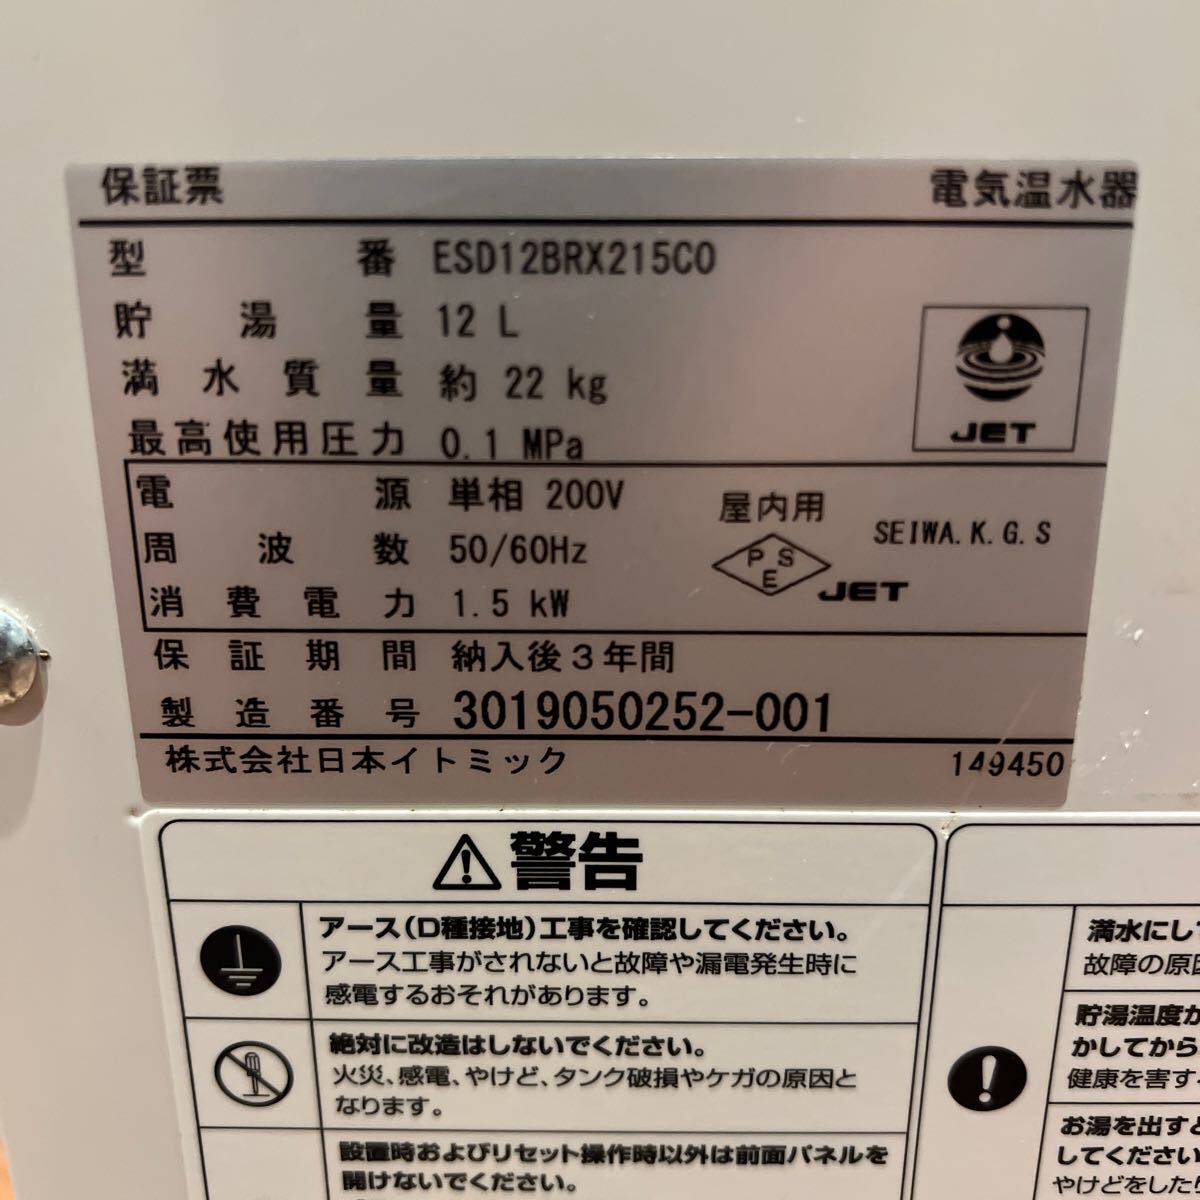 保証票 電気温水器
型番 ESD12BRX215C0
貯湯量 12 L
満水質量 約 22 kg
最高使用圧力 0.1 MPa
JET
電源 単相 200V
周波数 50/60Hz
消費電力 1.5 kW
屋内用
PSE JET
SEIWA.K.G.S
保証期間 納入後3年間
製造番号 3019050252-001
株式会社日本イトミック 149450
警告
アース(D種接地)工事を確認してください。
アース工事がされないと故障や漏電発生時に
感電するおそれがあります。
絶対に改造はしないでください。
火災、感電、やけど、タンク破損やケガの原因と
なります。
設置時およびリセット操作時以外は前面パネルを
開けないでください。
満水にして
故障の原因
貯湯温度が
かしてから
健康を害す
お湯を出すと
してください
やけどをしたり